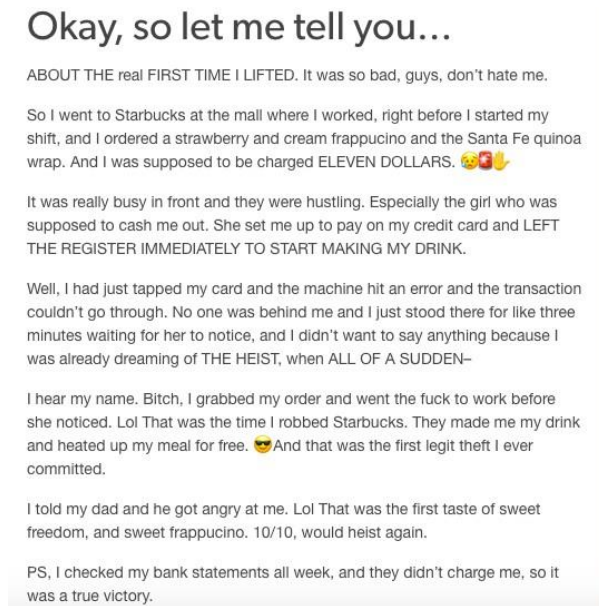 Okay, so let me tell you...
ABOUT THE real FIRST TIME I LIFTED. It was so bad, guys, don't hate me.
So I went to Starbucks at the mall where I worked, right before I started my
shift, and I ordered a strawberry and cream frappucino and the Santa Fe quinoa
wrap. And I was supposed to be charged ELEVEN DOLLARS. 😥🚨✋
It was really busy in front and they were hustling. Especially the girl who was
supposed to cash me out. She set me up to pay on my credit card and LEFT
THE REGISTER IMMEDIATELY TO START MAKING MY DRINK.
Well, I had just tapped my card and the machine hit an error and the transaction
couldn't go through. No one was behind me and I just stood there for like three
minutes waiting for her to notice, and I didn't want to say anything because I
was already dreaming of THE HEIST, when ALL OF A SUDDEN–
I hear my name. Bitch, I grabbed my order and went the fuck to work before
she noticed. Lol That was the time I robbed Starbucks. They made me my drink
and heated up my meal for free. 😎And that was the first legit theft I ever
committed.
I told my dad and he got angry at me. Lol That was the first taste of sweet
freedom, and sweet frappucino. 10/10, would heist again.
PS, I checked my bank statements all week, and they didn't charge me, so it
was a true victory.